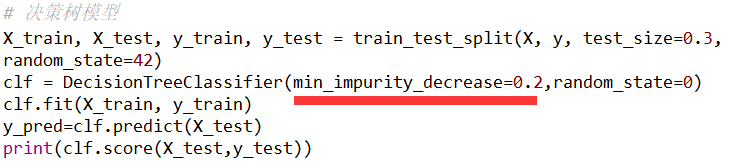 # 决策树模型
X_train, X_test, y_train, y_test = train_test_split(X, y, test_size=0.3,
random_state=42)
clf = DecisionTreeClassifier(min_impurity_decrease=0.2,random_state=0)
clf.fit(X_train, y_train)
y_pred=clf.predict(X_test)
print(clf.score(X_test,y_test))